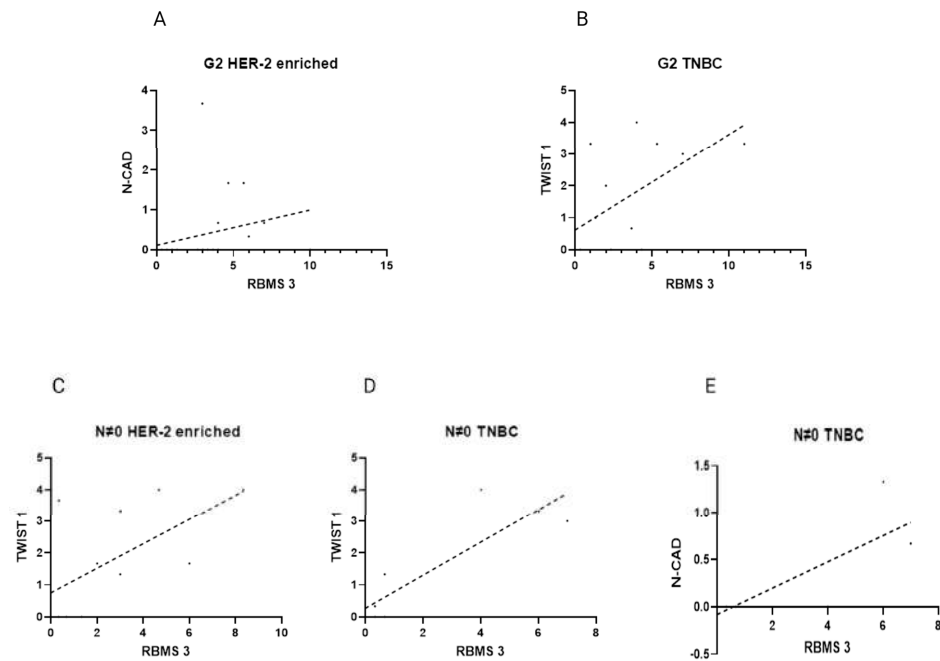 A
B
G2 HER-2 enriched
G2 TNBC
N-CAD
4
3
2
1
0
0
5
10
15
RBMS 3
TWIST 1
5
4
3
2
1
0
0
5
10
15
RBMS 3
C
D
E
N≠0 HER-2 enriched
N≠0 TNBC
N≠0 TNBC
TWIST 1
5
4
3
2
1
0
0
2
4
6
8
10
RBMS 3
TWIST 1
5
4
3
2
1
0
0
2
4
6
8
RBMS 3
N-CAD
1.5
1.0
0.5
0.0
-0.5
2
4
6
8
RBMS 3